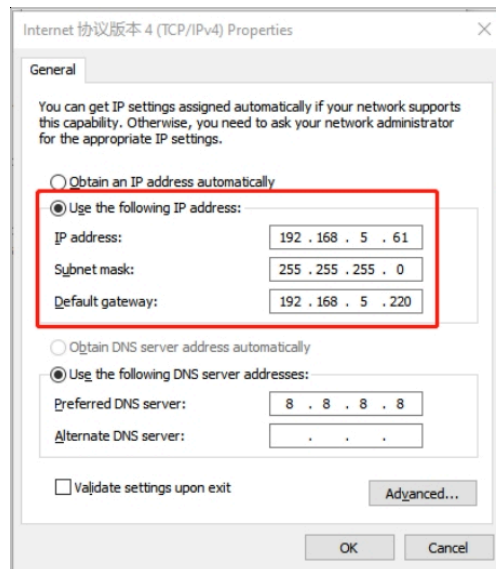 Internet 协议版本 4 (TCP/IPv4) Properties
General
You can get IP settings assigned automatically if your network supports
this capability. Otherwise, you need to ask your network administrator
for the appropriate IP settings.
Obtain an IP address automatically
Use the following IP address:
IP address: 192 . 168 . 5 . 61
Subnet mask: 255 . 255 . 255 . 0
Default gateway: 192 . 168 . 5 . 220
Obtain DNS server address automatically
Use the following DNS server addresses:
Preferred DNS server: 8 . 8 . 8 . 8
Alternate DNS server: . . .
Validate settings upon exit
Advanced...
OK Cancel